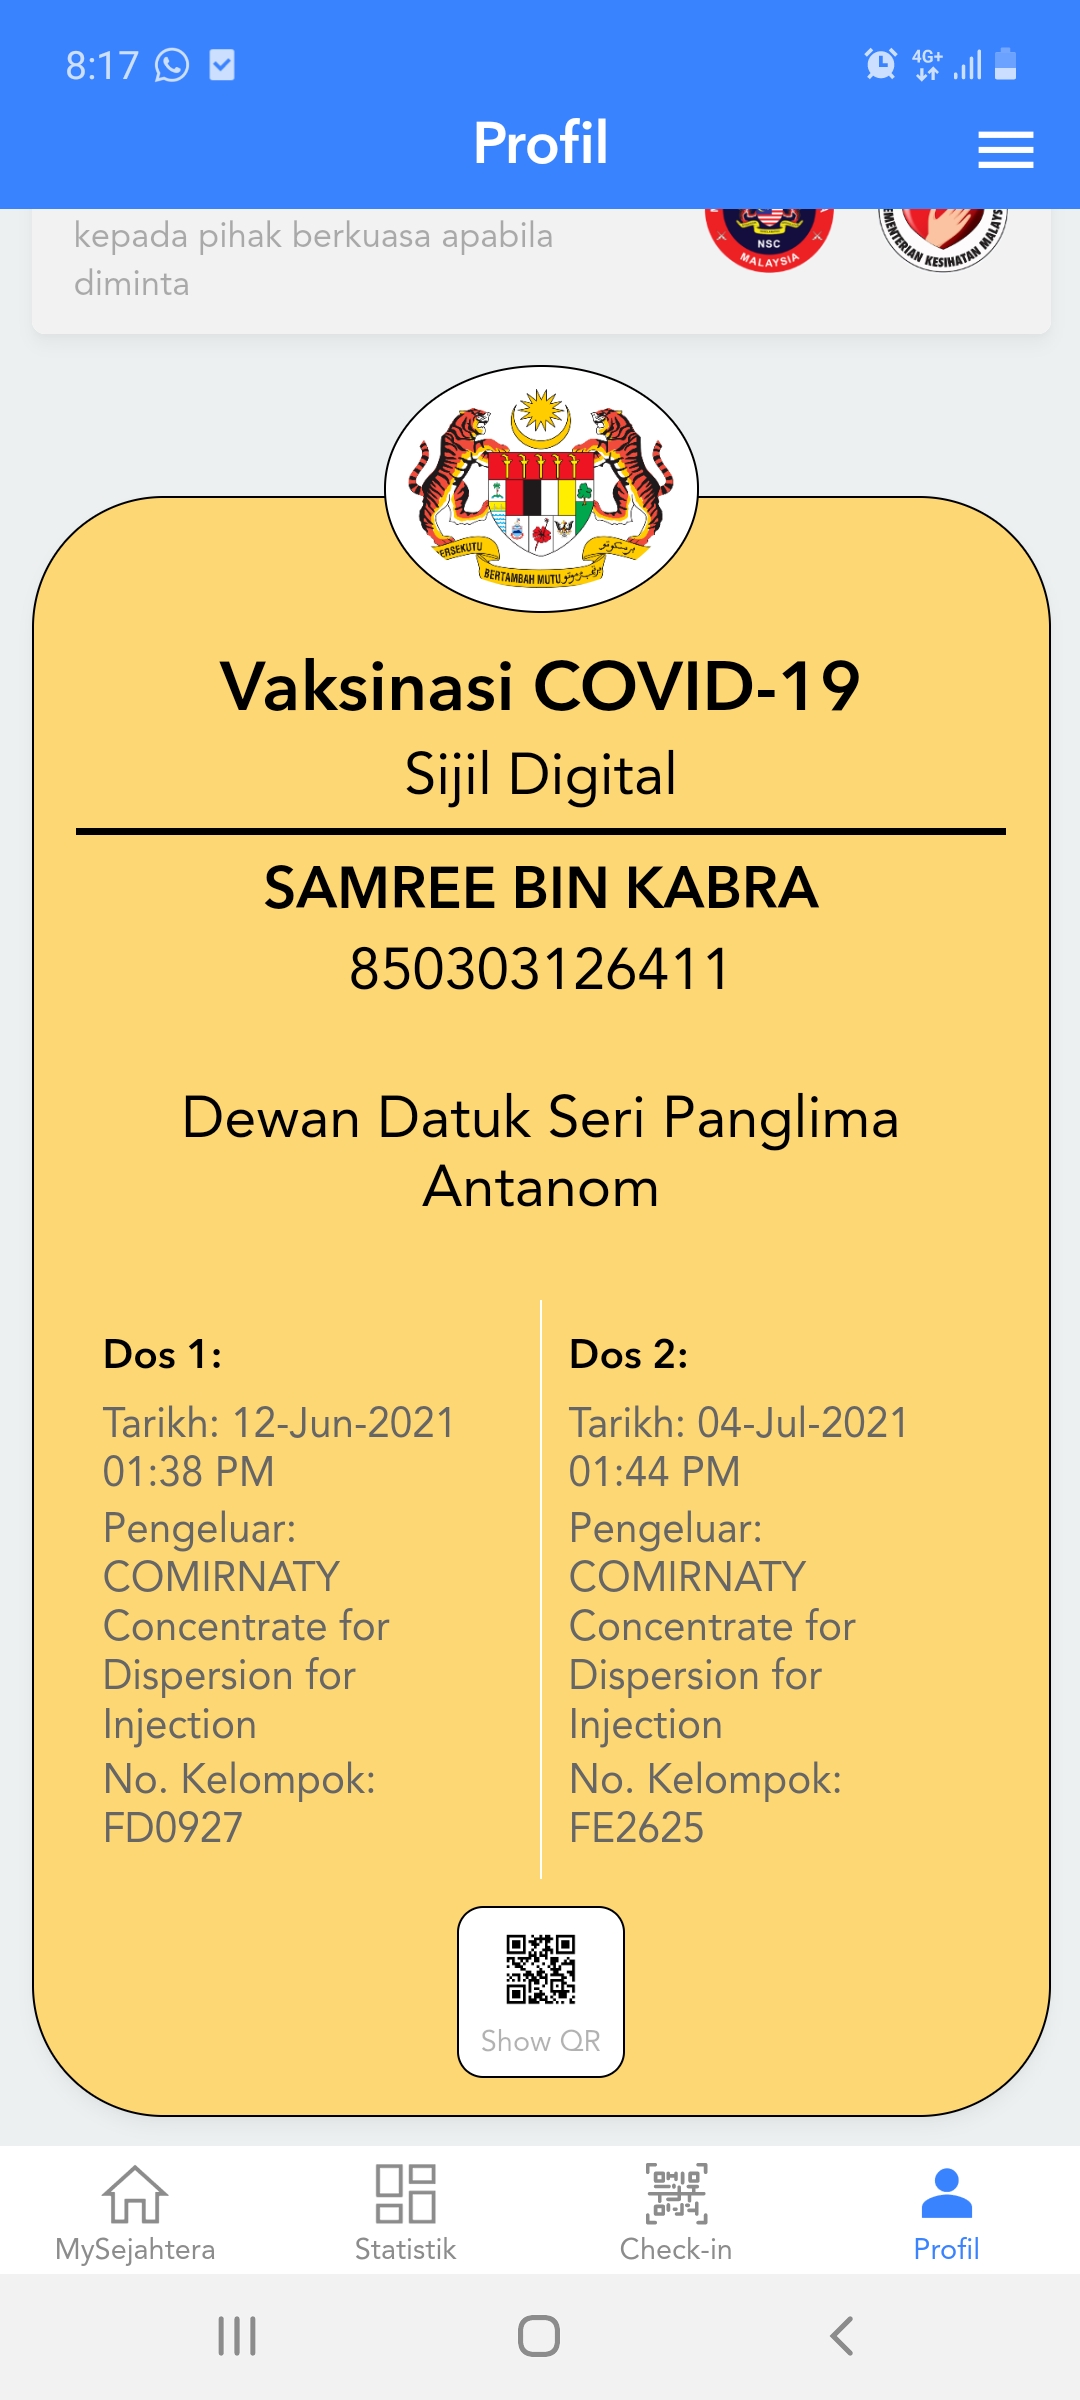 8:17
4G+
Profil
kepada pihak berkuasa apabila
diminta
NSC
MALAYSIA
KEMENTERIAN KESIHATAN MALAYSIA
BERTAMBAH MUTU
Vaksinasi COVID-19
Sijil Digital
SAMREE BIN KABRA
850303126411
Dewan Datuk Seri Panglima
Antanom
Dos 1:
Tarikh: 12-Jun-2021
01:38 PM
Pengeluar:
COMIRNATY
Concentrate for
Dispersion for
Injection
No. Kelompok:
FD0927
Dos 2:
Tarikh: 04-Jul-2021
01:44 PM
Pengeluar:
COMIRNATY
Concentrate for
Dispersion for
Injection
No. Kelompok:
FE2625
Show QR
MySejahtera
Statistik
Check-in
Profil